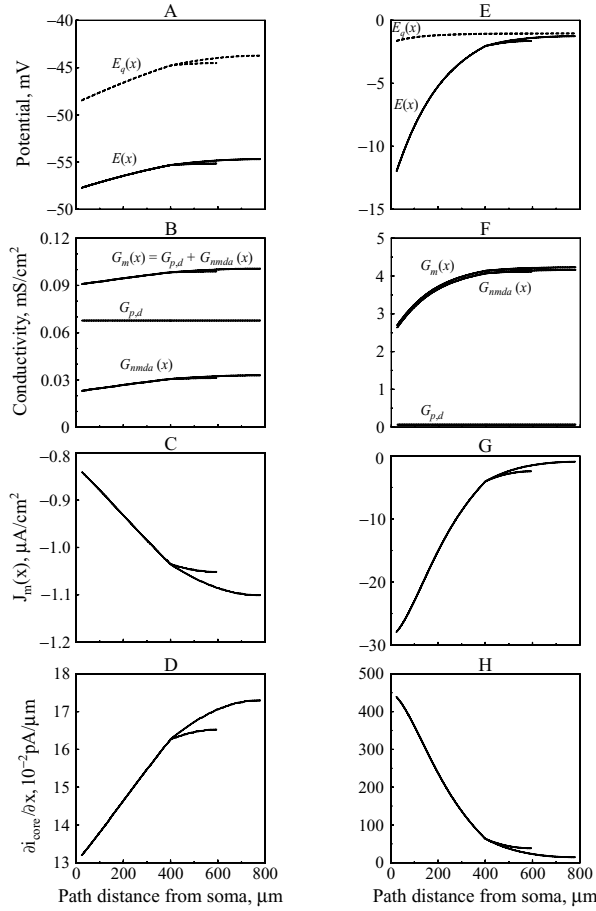 A
Potential, mV
−40
−45
−50
−55
−50
E_q(x)
E(x)
E
0
−5
−10
−15
E_q(x)
E(x)
B
Conductivity, mS/cm²
0.12
0.09
0.06
0.03
0
G_m(x) = G_p,d + G_nmda(x)
G_p,d
G_nmda(x)
F
5
4
3
2
1
0
G_m(x)
G_nmda(x)
G_p,d
C
J_m(x), μA/cm²
−0.8
−0.9
−1.0
−1.1
−1.2
G
0
−10
−20
−30
D
∂i_core/∂x, 10⁻²pA/μm
18
17
16
15
14
13
0 200 400 600 800
Path distance from soma, μm
H
500
400
300
200
100
0
0 200 400 600 800
Path distance from soma, μm